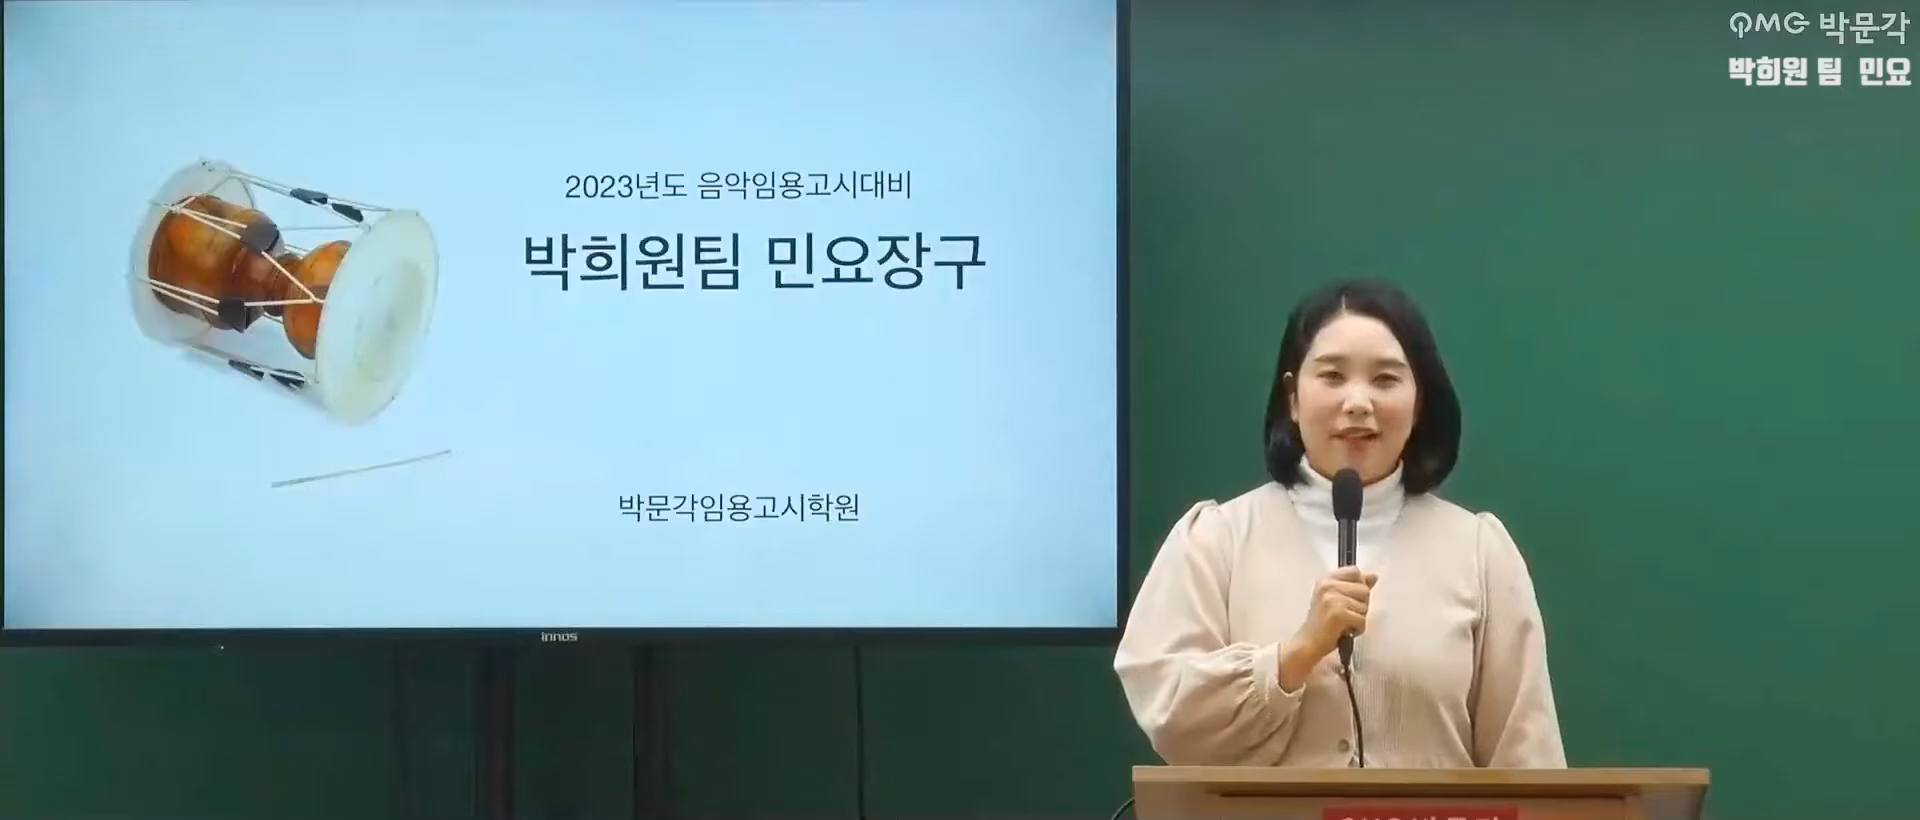 2023년도 음악임용고시대비
박희원팀 민요장구
박문각임용고시학원
innos
PMG 박문각
박희원 팀 민요